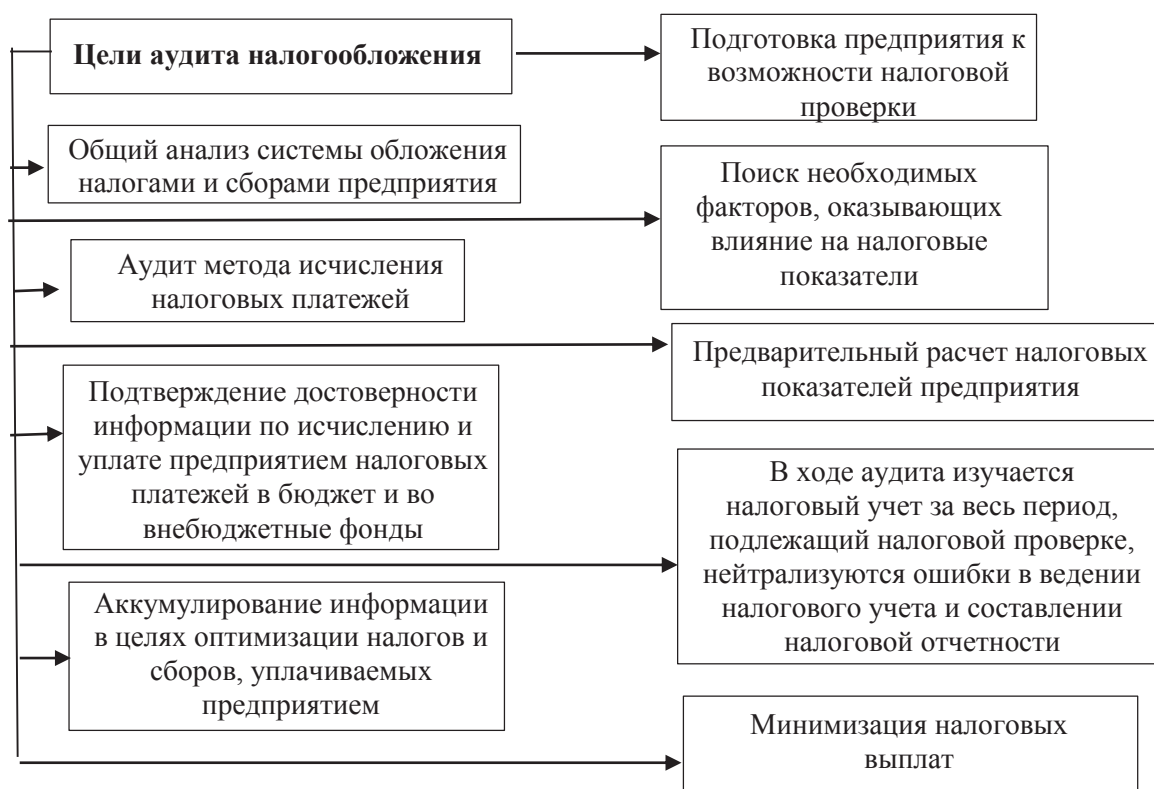 Цели аудита налогообложения
Подготовка предприятия к
возможности налоговой
проверки
Общий анализ системы обложения
налогами и сборами предприятия
Поиск необходимых
факторов, оказывающих
влияние на налоговые
показатели
Аудит метода исчисления
налоговых платежей
Предварительный расчет налоговых
показателей предприятия
Подтверждение достоверности
информации по исчислению и
уплате предприятием налоговых
платежей в бюджет и во
внебюджетные фонды
В ходе аудита изучается
налоговый учет за весь период,
подлежащий налоговой проверке,
нейтрализуются ошибки в ведении
налогового учета и составлении
налоговой отчетности
Аккумулирование информации
в целях оптимизации налогов и
сборов, уплачиваемых
предприятием
Минимизация налоговых
выплат